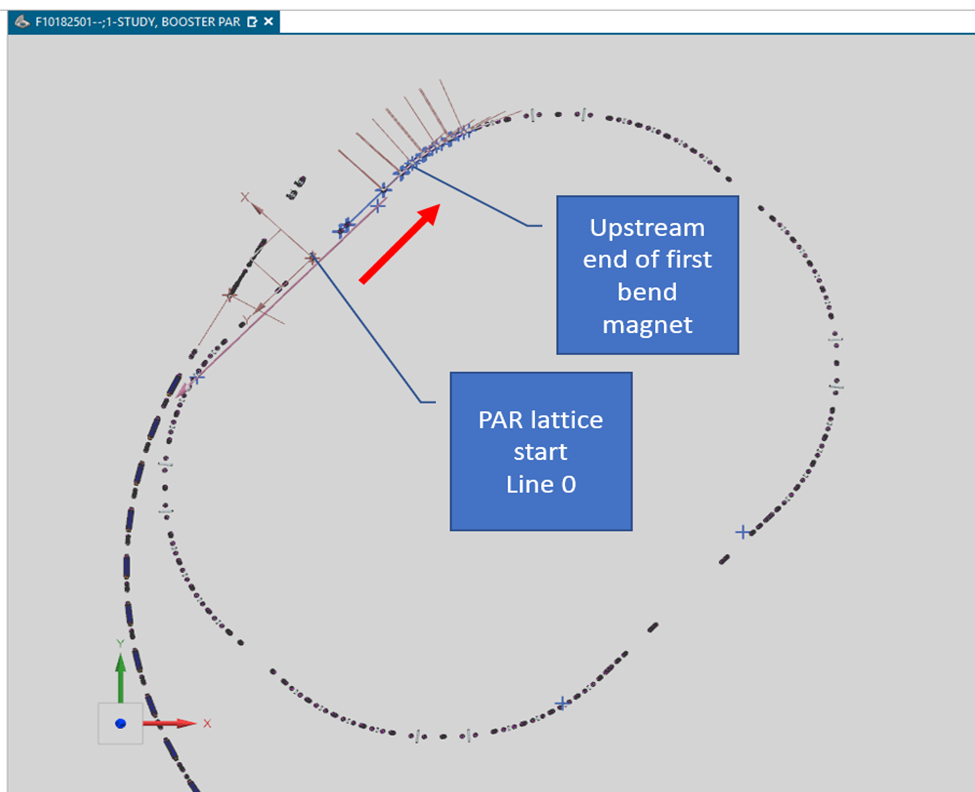 F10182501--;1-STUDY, BOOSTER PAR
X
Y
Upstream
end of first
bend
magnet
PAR lattice
start
Line 0
Y
X